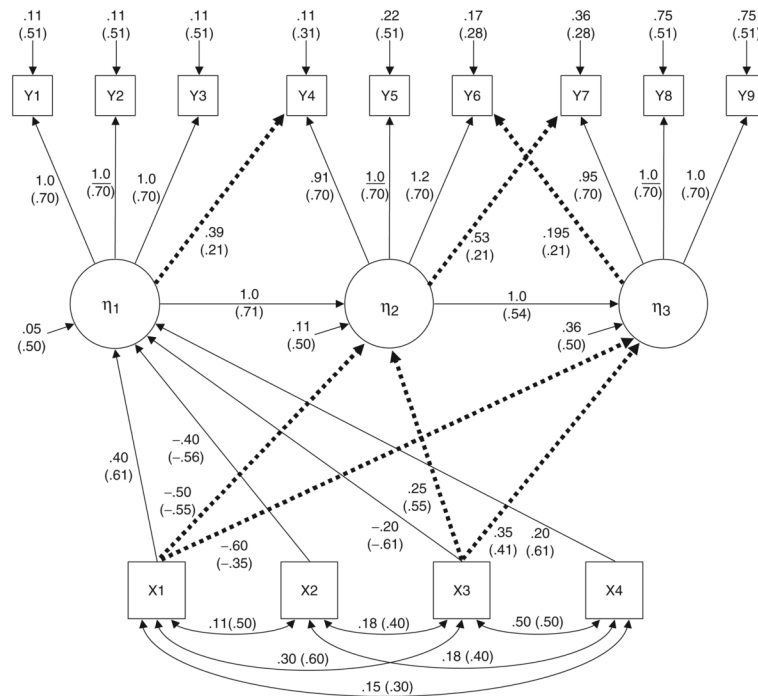 .11 .11 .11 .11 .22 .17 .36 .75 .75
(.51) (.51) (.51) (.31) (.51) (.28) (.28) (.51) (.51)
Y1 Y2 Y3 Y4 Y5 Y6 Y7 Y8 Y9
1.0 1.0 1.0 .91 1.0 1.2 .95 1.0 1.0
(.70) (.70) (.70) (.70) (.70) (.70) (.70) (.70) (.70)
.39 .53 .195
(.21) (.21) (.21)
η1 η2 η3
1.0 1.0
(.71) (.54)
.05 .11 .36
(.50) (.50) (.50)
.40 −.40
(.61) (−.56)
−.50 .25
(−.55) (.55)
−.60 −.20 .35 .20
(−.35) (−.61) (.41) (.61)
X1 X2 X3 X4
.11(.50) .18 (.40) .50 (.50)
.30 (.60) .18 (.40)
.15 (.30)